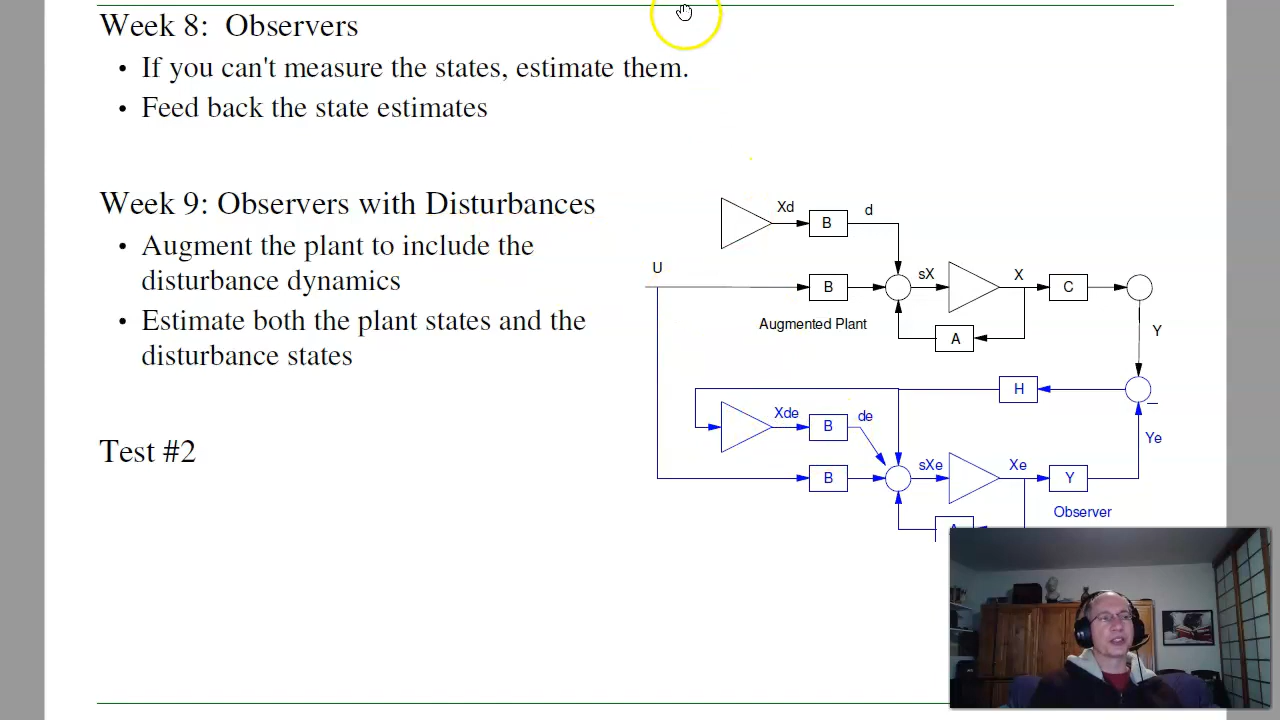 Week 8: Observers
• If you can't measure the states, estimate them.
• Feed back the state estimates
Week 9: Observers with Disturbances
• Augment the plant to include the
disturbance dynamics
• Estimate both the plant states and the
disturbance states
Test #2
Xd
B
d
U
B
sX
X
C
Augmented Plant
A
Y
H
Xde
B
de
Ye
B
sXe
Xe
Y
Observer
A